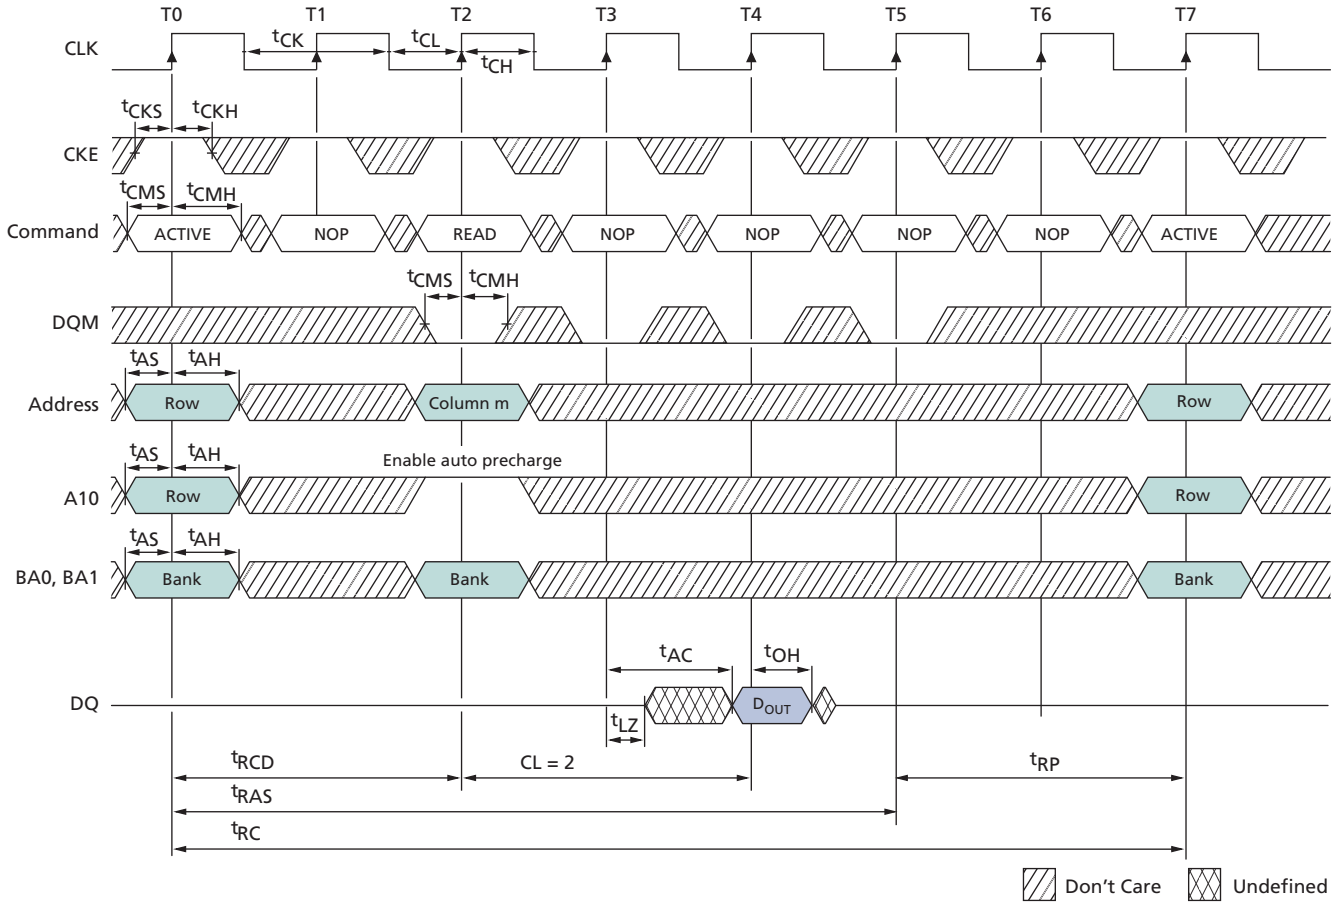 T0 T1 T2 T3 T4 T5 T6 T7
CLK
tCK tCL
tCH
tCKS tCKH
CKE
tCMS tCMH
Command ACTIVE NOP READ NOP NOP NOP NOP ACTIVE
tCMS tCMH
DQM
tAS tAH
Address Row Column m Row
tAS tAH
Enable auto precharge
A10 Row Row
tAS tAH
BA0, BA1 Bank Bank Bank
tAC tOH
DQ DOUT
tLZ
tRCD CL = 2 tRP
tRAS
tRC
Don't Care Undefined